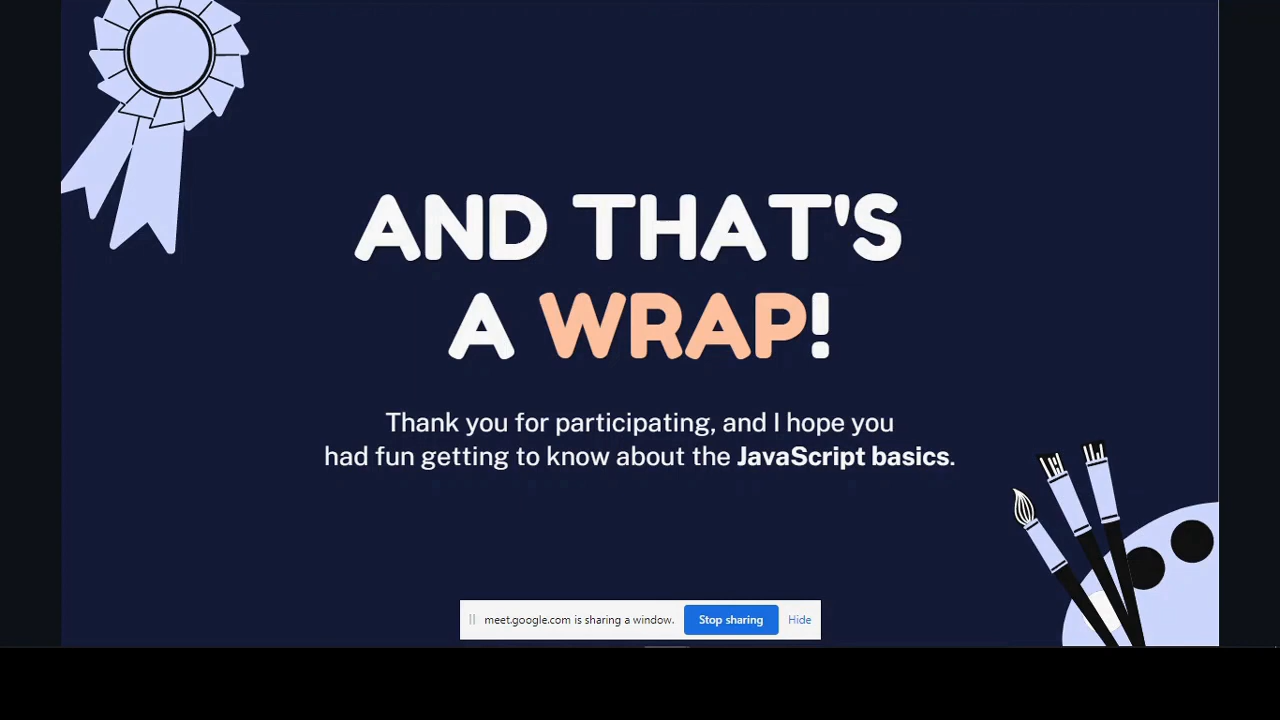 AND THAT'S
A WRAP!
Thank you for participating, and I hope you
had fun getting to know about the JavaScript basics.
meet.google.com is sharing a window. Stop sharing Hide